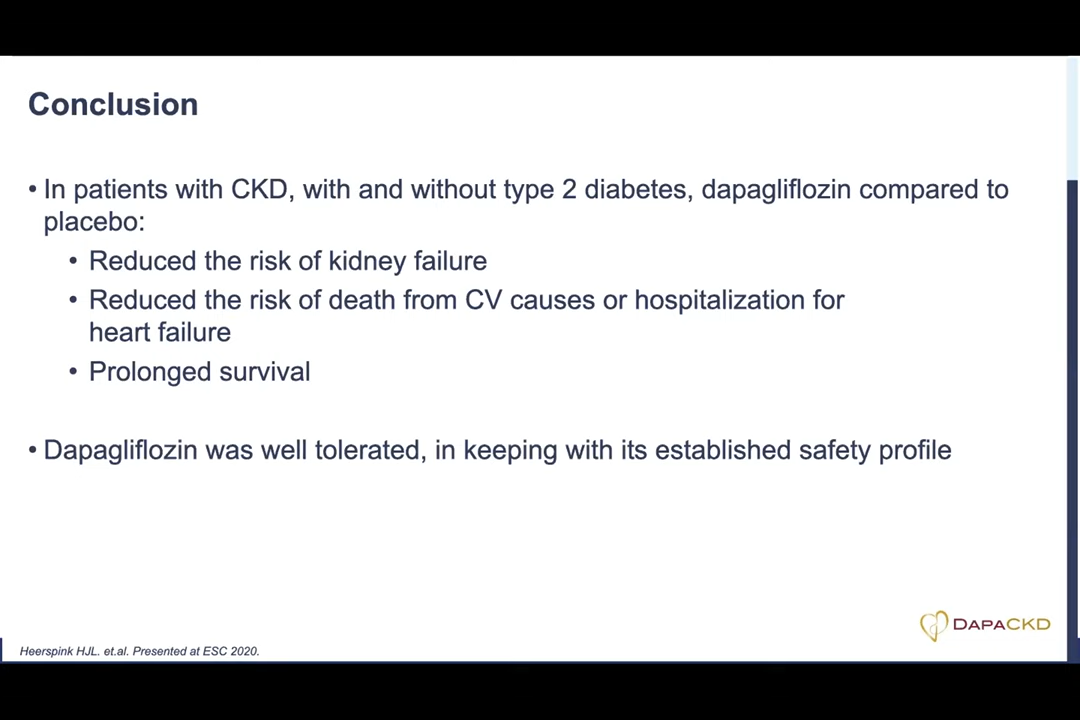 Conclusion
• In patients with CKD, with and without type 2 diabetes, dapagliflozin compared to
placebo:
• Reduced the risk of kidney failure
• Reduced the risk of death from CV causes or hospitalization for
heart failure
• Prolonged survival
• Dapagliflozin was well tolerated, in keeping with its established safety profile
DAPACKD
Heerspink HJL. et.al. Presented at ESC 2020.